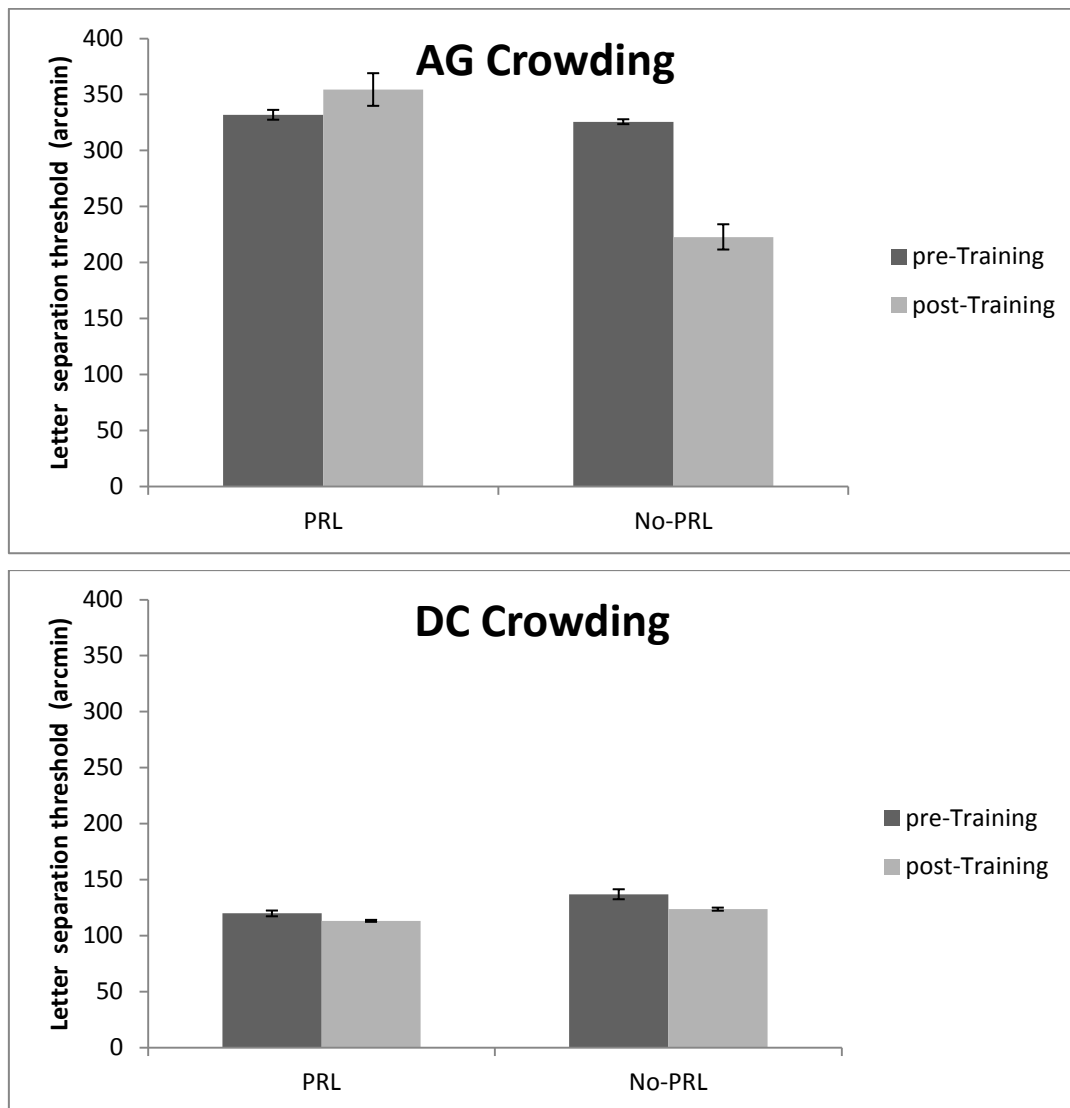 AG Crowding
Letter separation threshold (arcmin)
400
350
300
250
200
150
100
50
0
PRL
No-PRL
pre-Training
post-Training
DC Crowding
Letter separation threshold (arcmin)
400
350
300
250
200
150
100
50
0
PRL
No-PRL
pre-Training
post-Training